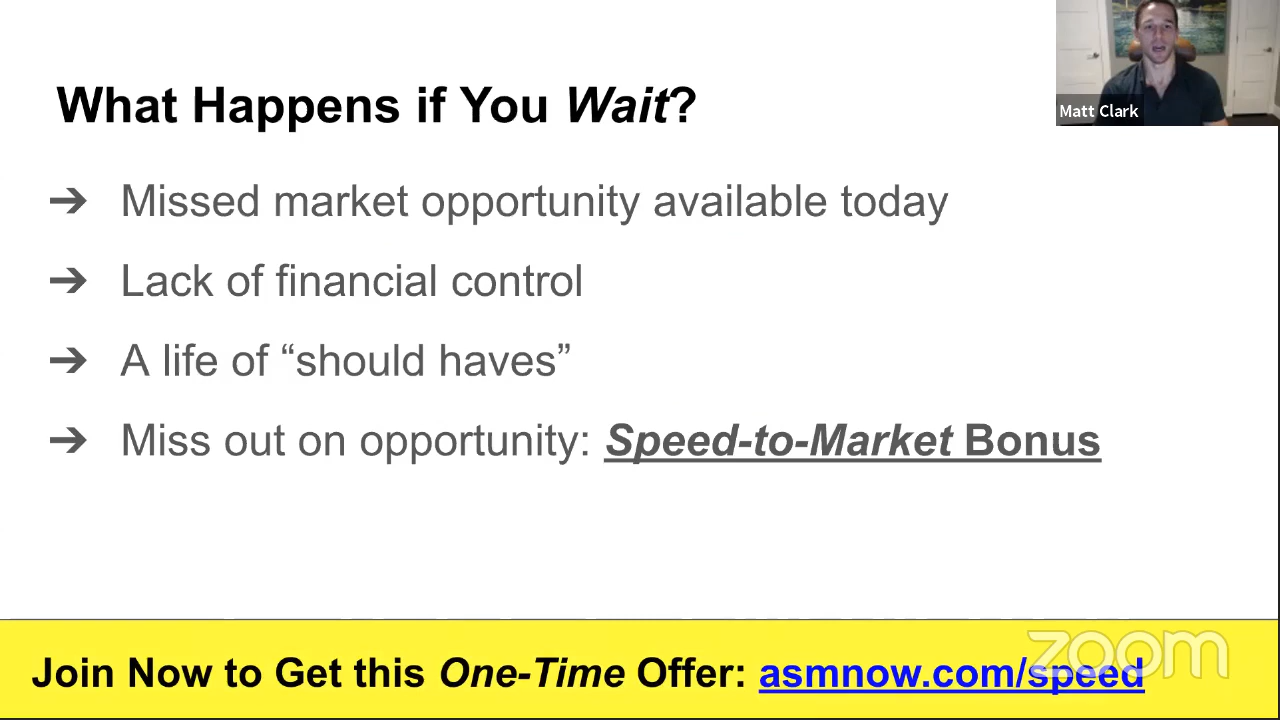 Matt Clark
What Happens if You Wait?
➔ Missed market opportunity available today
➔ Lack of financial control
➔ A life of “should haves”
➔ Miss out on opportunity: Speed-to-Market Bonus
Join Now to Get this One-Time Offer: asmnow.com/speed
zoom